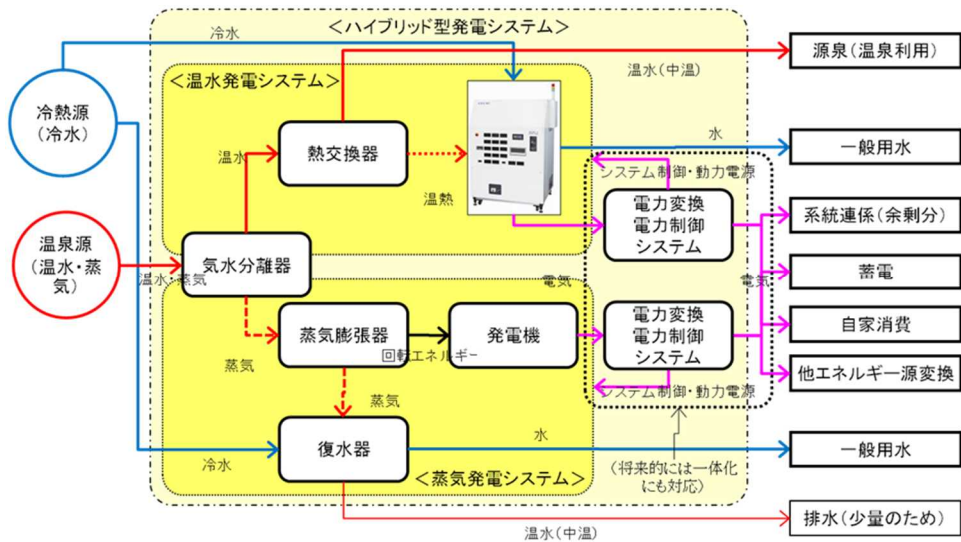 ＜ハイブリッド型発電システム＞
冷水
源泉（温泉利用）
温水（中温）
＜温水発電システム＞
冷熱源
（冷水）
温水
熱交換器
温熱
水
一般用水
システム制御・動力電源
電力変換
電力制御
システム
系統連係（余剰分）
温泉源
（温水・蒸
気）
温水・蒸気
気水分離器
電気
電気
蓄電
蒸気
蒸気膨張器
回転エネルギー
発電機
電力変換
電力制御
システム
自家消費
他エネルギー源変換
システム制御・動力電源
蒸気
冷水
復水器
水
一般用水
（将来的には一体化
にも対応）
＜蒸気発電システム＞
温水（中温）
排水（少量のため）